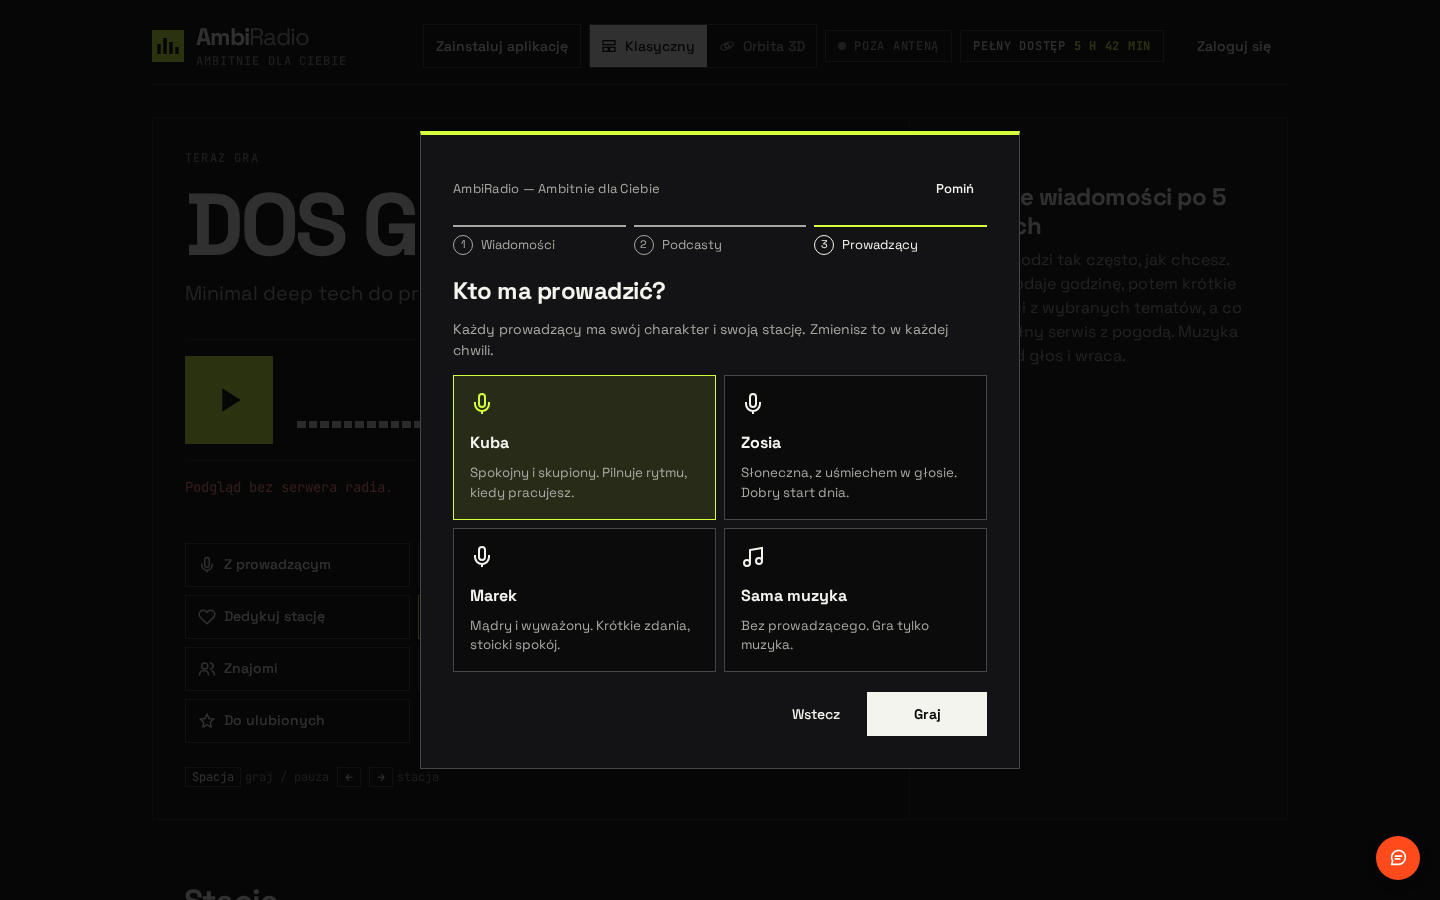 AmbiRadio
AMBITNIE DLA CIEBIE
Zainstaluj aplikację
Klasyczny
Orbita 3D
POZA ANTENĄ
PEŁNY DOSTĘP 5 H 42 MIN
Zaloguj się
TERAZ GRA
DOS G
Minimal deep tech do pr
Podgląd bez serwera radia.
Z prowadzącym
Dedykuj stację
Znajomi
Do ulubionych
Spacja graj / pauza ← → stacja
AmbiRadio — Ambitnie dla Ciebie
Pomiń
1 Wiadomości
2 Podcasty
3 Prowadzący
Kto ma prowadzić?
Każdy prowadzący ma swój charakter i swoją stację. Zmienisz to w każdej
chwili.
Kuba
Spokojny i skupiony. Pilnuje rytmu,
kiedy pracujesz.
Zosia
Słoneczna, z uśmiechem w głosie.
Dobry start dnia.
Marek
Mądry i wyważony. Krótkie zdania,
stoicki spokój.
Sama muzyka
Bez prowadzącego. Gra tylko
muzyka.
Wstecz
Graj
e wiadomości po 5
ch
odzi tak często, jak chcesz.
odaje godzinę, potem krótkie
i z wybranych tematów, a co
łny serwis z pogodą. Muzyka
d głos i wraca.